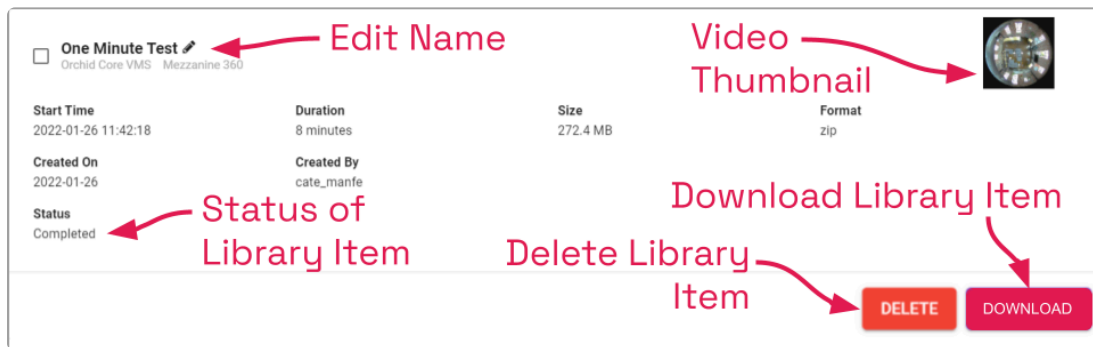 One Minute Test
Edit Name
Orchid Core VMS Mezzanine 360
Video
Thumbnail
Start Time Duration Size Format
2022-01-26 11:42:18 8 minutes 272.4 MB zip
Created On Created By
2022-01-26 cate_manfe
Status
Completed
Status of
Library Item
Download Library Item
Delete Library
Item
DELETE DOWNLOAD